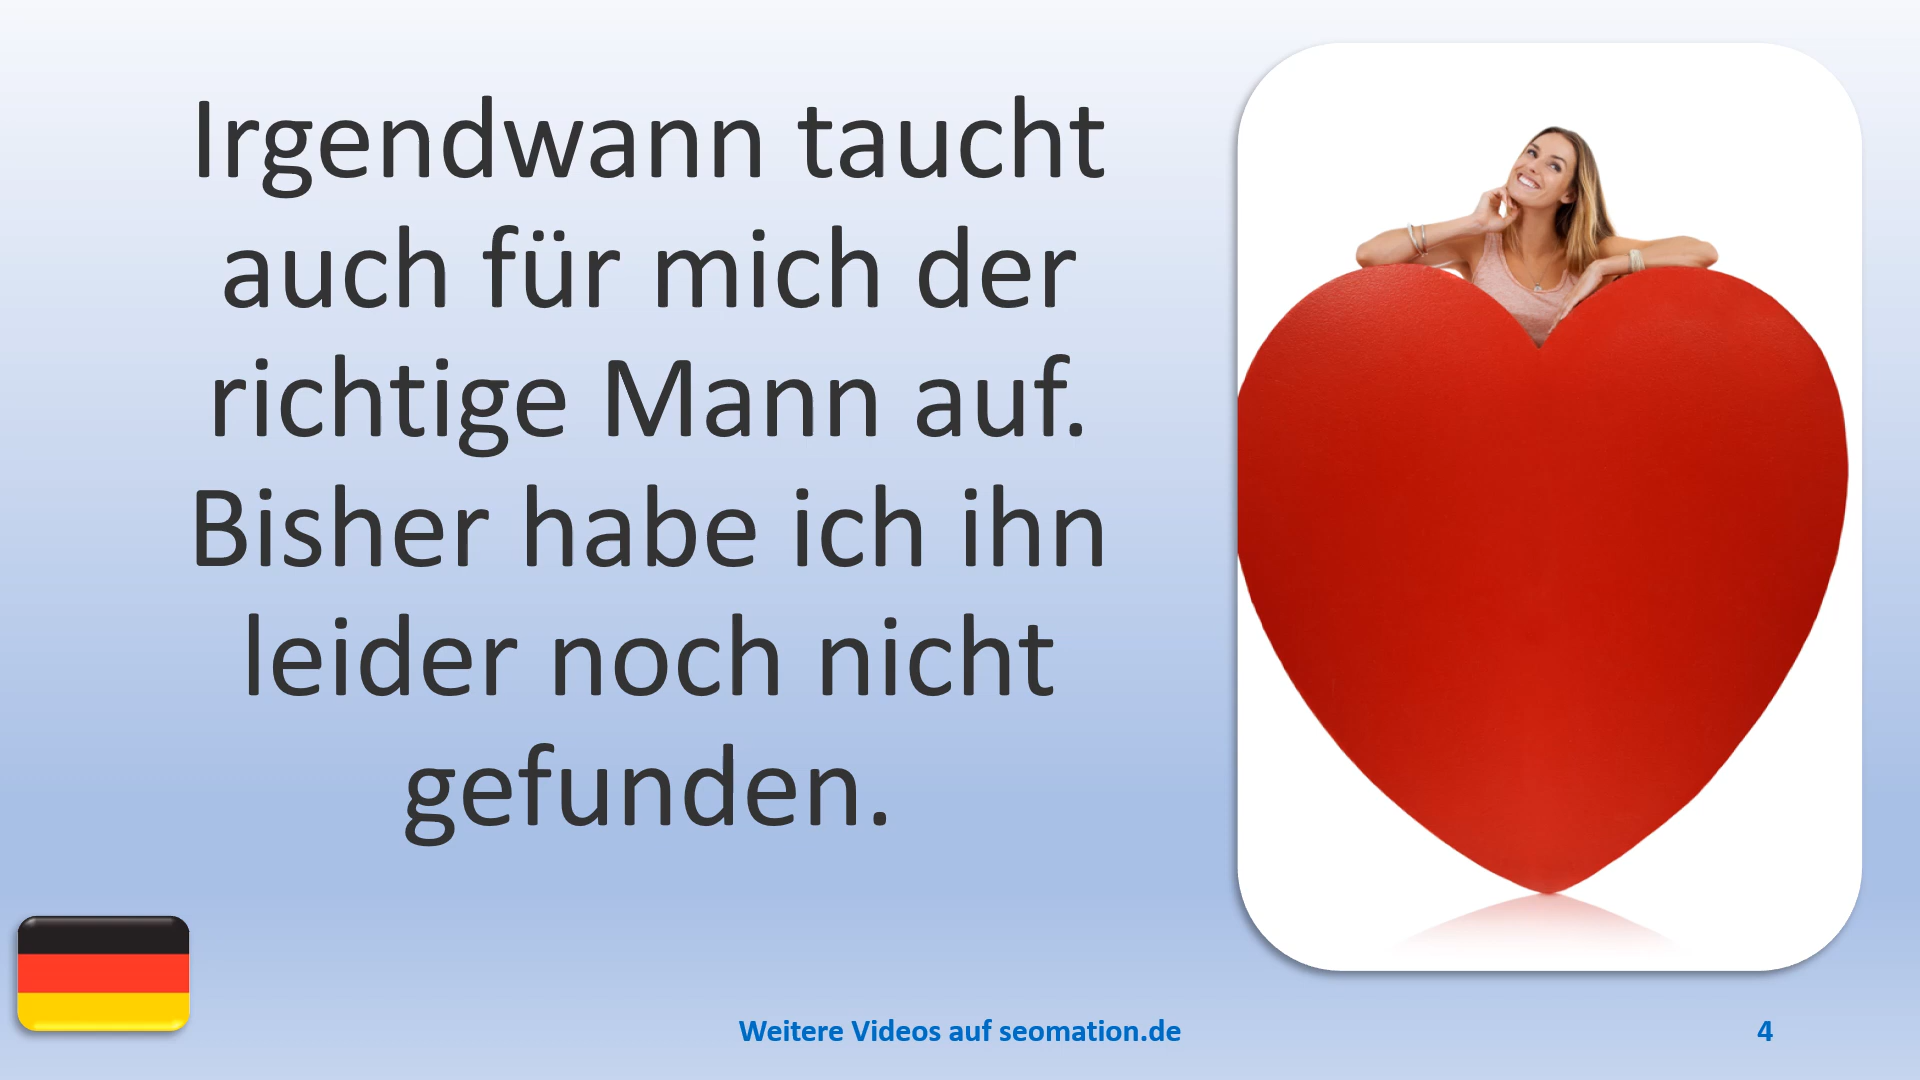 Irgendwann taucht
auch für mich der
richtige Mann auf.
Bisher habe ich ihn
leider noch nicht
gefunden.
Weitere Videos auf seomation.de
4